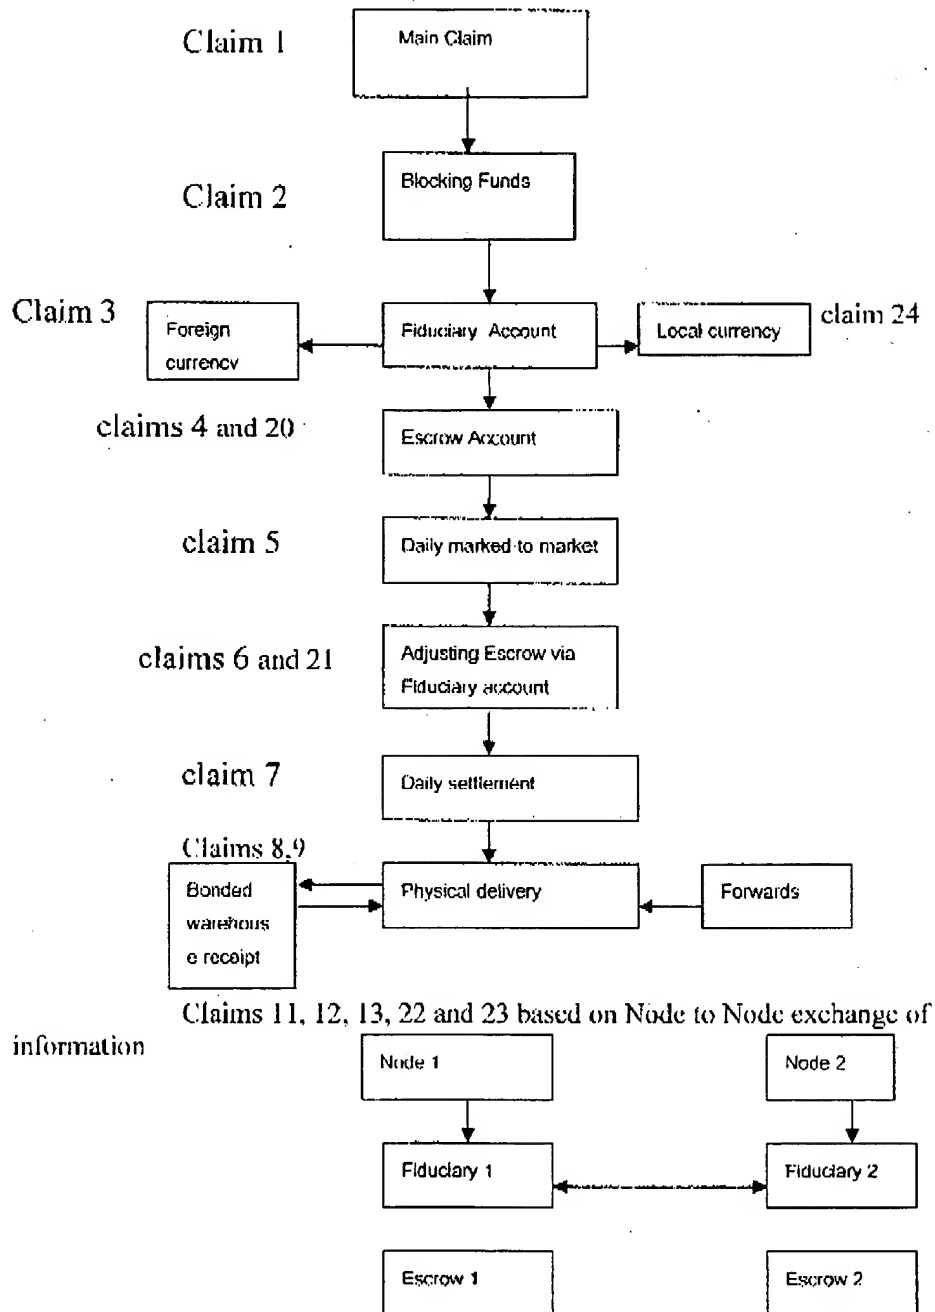 Claim 1
Main Claim
Claim 2
Blocking Funds
Claim 3
Foreign
currency
Fiduciary Account
Local currency
claim 24
claims 4 and 20
Escrow Account
claim 5
Daily marked to market
claims 6 and 21
Adjusting Escrow via
Fiduciary account
claim 7
Daily settlement
Claims 8,9
Bonded
warehous
e receipt
Physical delivery
Forwards
Claims 11, 12, 13, 22 and 23 based on Node to Node exchange of
information
Node 1
Node 2
Fiduciary 1
Fiduciary 2
Escrow 1
Escrow 2